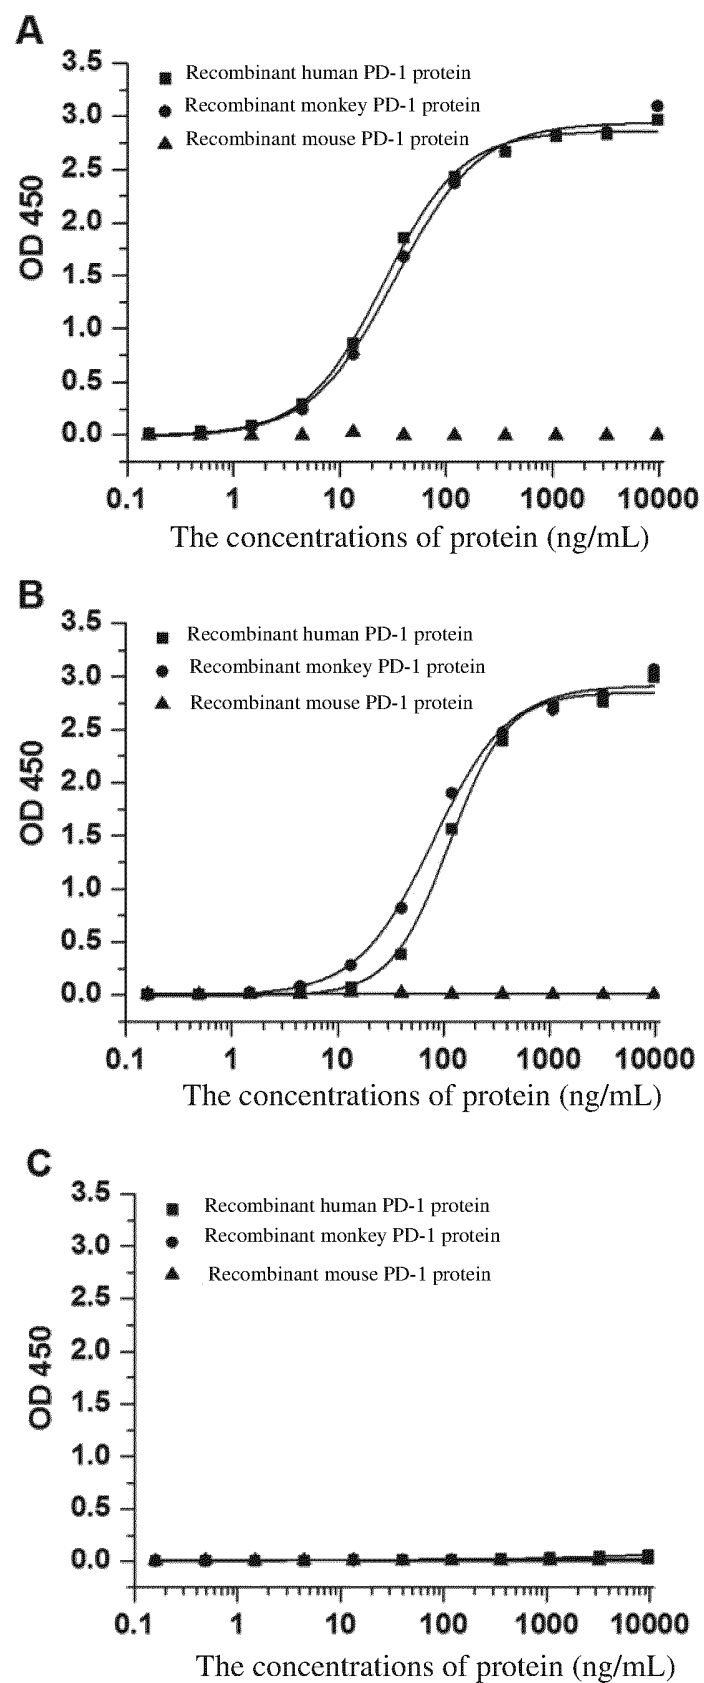 A
3.5
Recombinant human PD-1 protein
3.0
Recombinant monkey PD-1 protein
Recombinant mouse PD-1 protein
2.5
OD 450
2.0
1.5
1.0
0.5
0.0
0.1 1 10 100 1000 10000
The concentrations of protein (ng/mL)
B
3.5
Recombinant human PD-1 protein
3.0
Recombinant monkey PD-1 protein
Recombinant mouse PD-1 protein
2.5
OD 450
2.0
1.5
1.0
0.5
0.0
0.1 1 10 100 1000 10000
The concentrations of protein (ng/mL)
C
3.5
Recombinant human PD-1 protein
3.0
Recombinant monkey PD-1 protein
Recombinant mouse PD-1 protein
2.5
OD 450
2.0
1.5
1.0
0.5
0.0
0.1 1 10 100 1000 10000
The concentrations of protein (ng/mL)